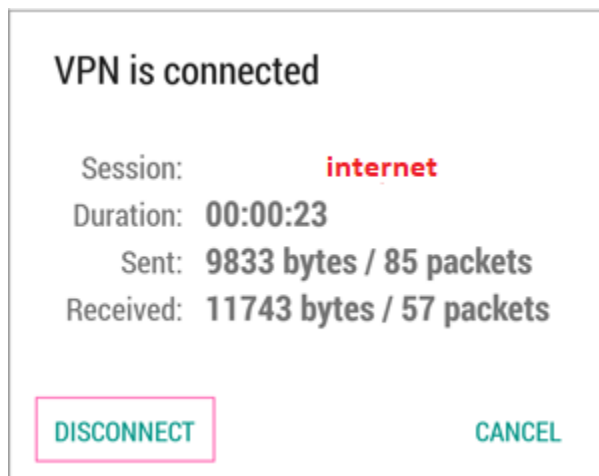 VPN is connected
Session: internet
Duration: 00:00:23
Sent: 9833 bytes / 85 packets
Received: 11743 bytes / 57 packets
DISCONNECT CANCEL